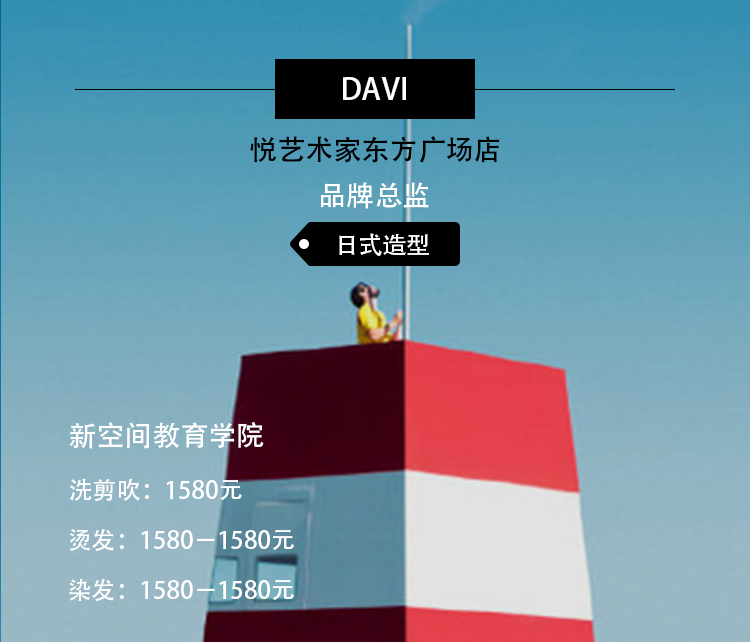 DAVI
悦艺术家东方广场店
品牌总监
日式造型
新空间教育学院
洗剪吹：1580元
烫发：1580－1580元
染发：1580－1580元